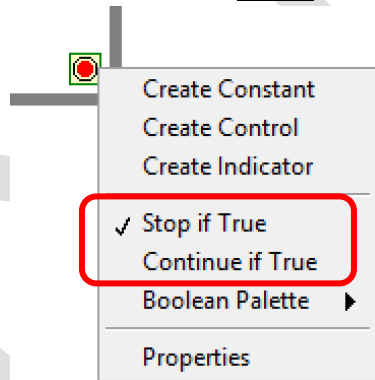 Create Constant
Create Control
Create Indicator
Stop if True
Continue if True
Boolean Palette
Properties